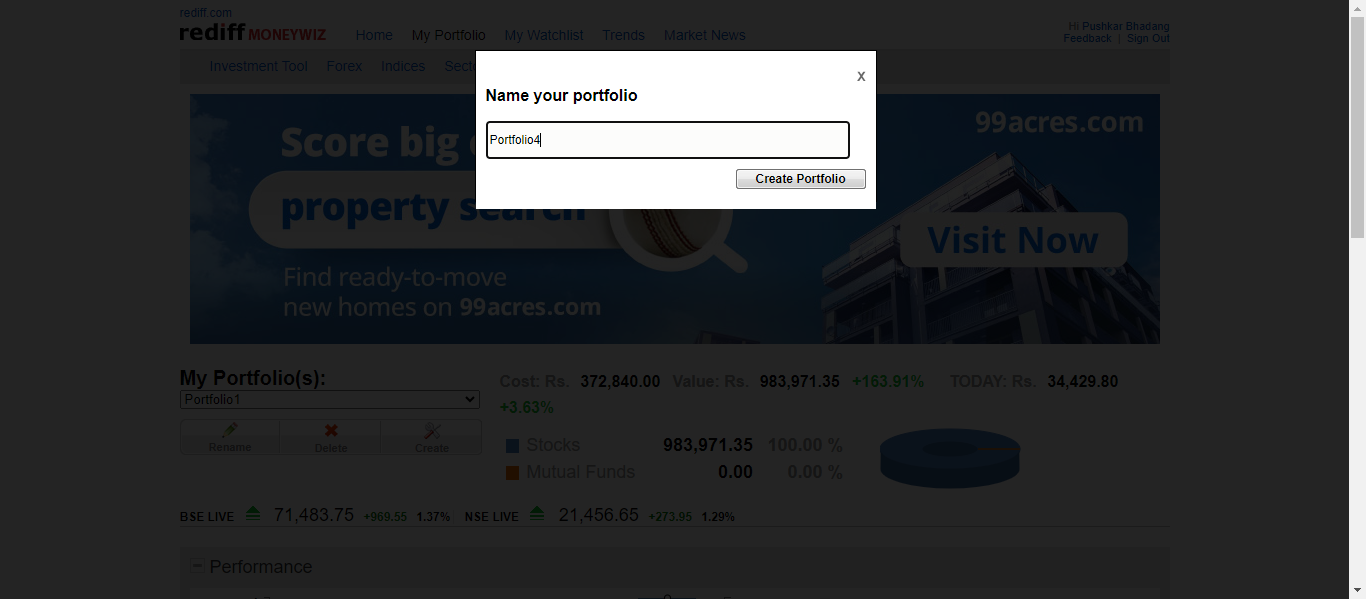 rediff.com
rediff MONEYWIZ
Home My Portfolio My Watchlist Trends Market News
Hi Pushkar Bhadang
Feedback | Sign Out
Investment Tool Forex Indices
X
Name your portfolio
Portfolio4
Create Portfolio
Score big
property search
Find ready-to-move
new homes on 99acres.com
99acres.com
Visit Now
My Portfolio(s):
Portfolio1
Rename Delete Create
Cost: Rs. 372,840.00 Value: Rs. 983,971.35 +163.91% TODAY: Rs. 34,429.80
+3.63%
Stocks 983,971.35 100.00 %
Mutual Funds 0.00 0.00 %
BSE LIVE 71,483.75 +969.55 1.37% NSE LIVE 21,456.65 +273.95 1.29%
Performance